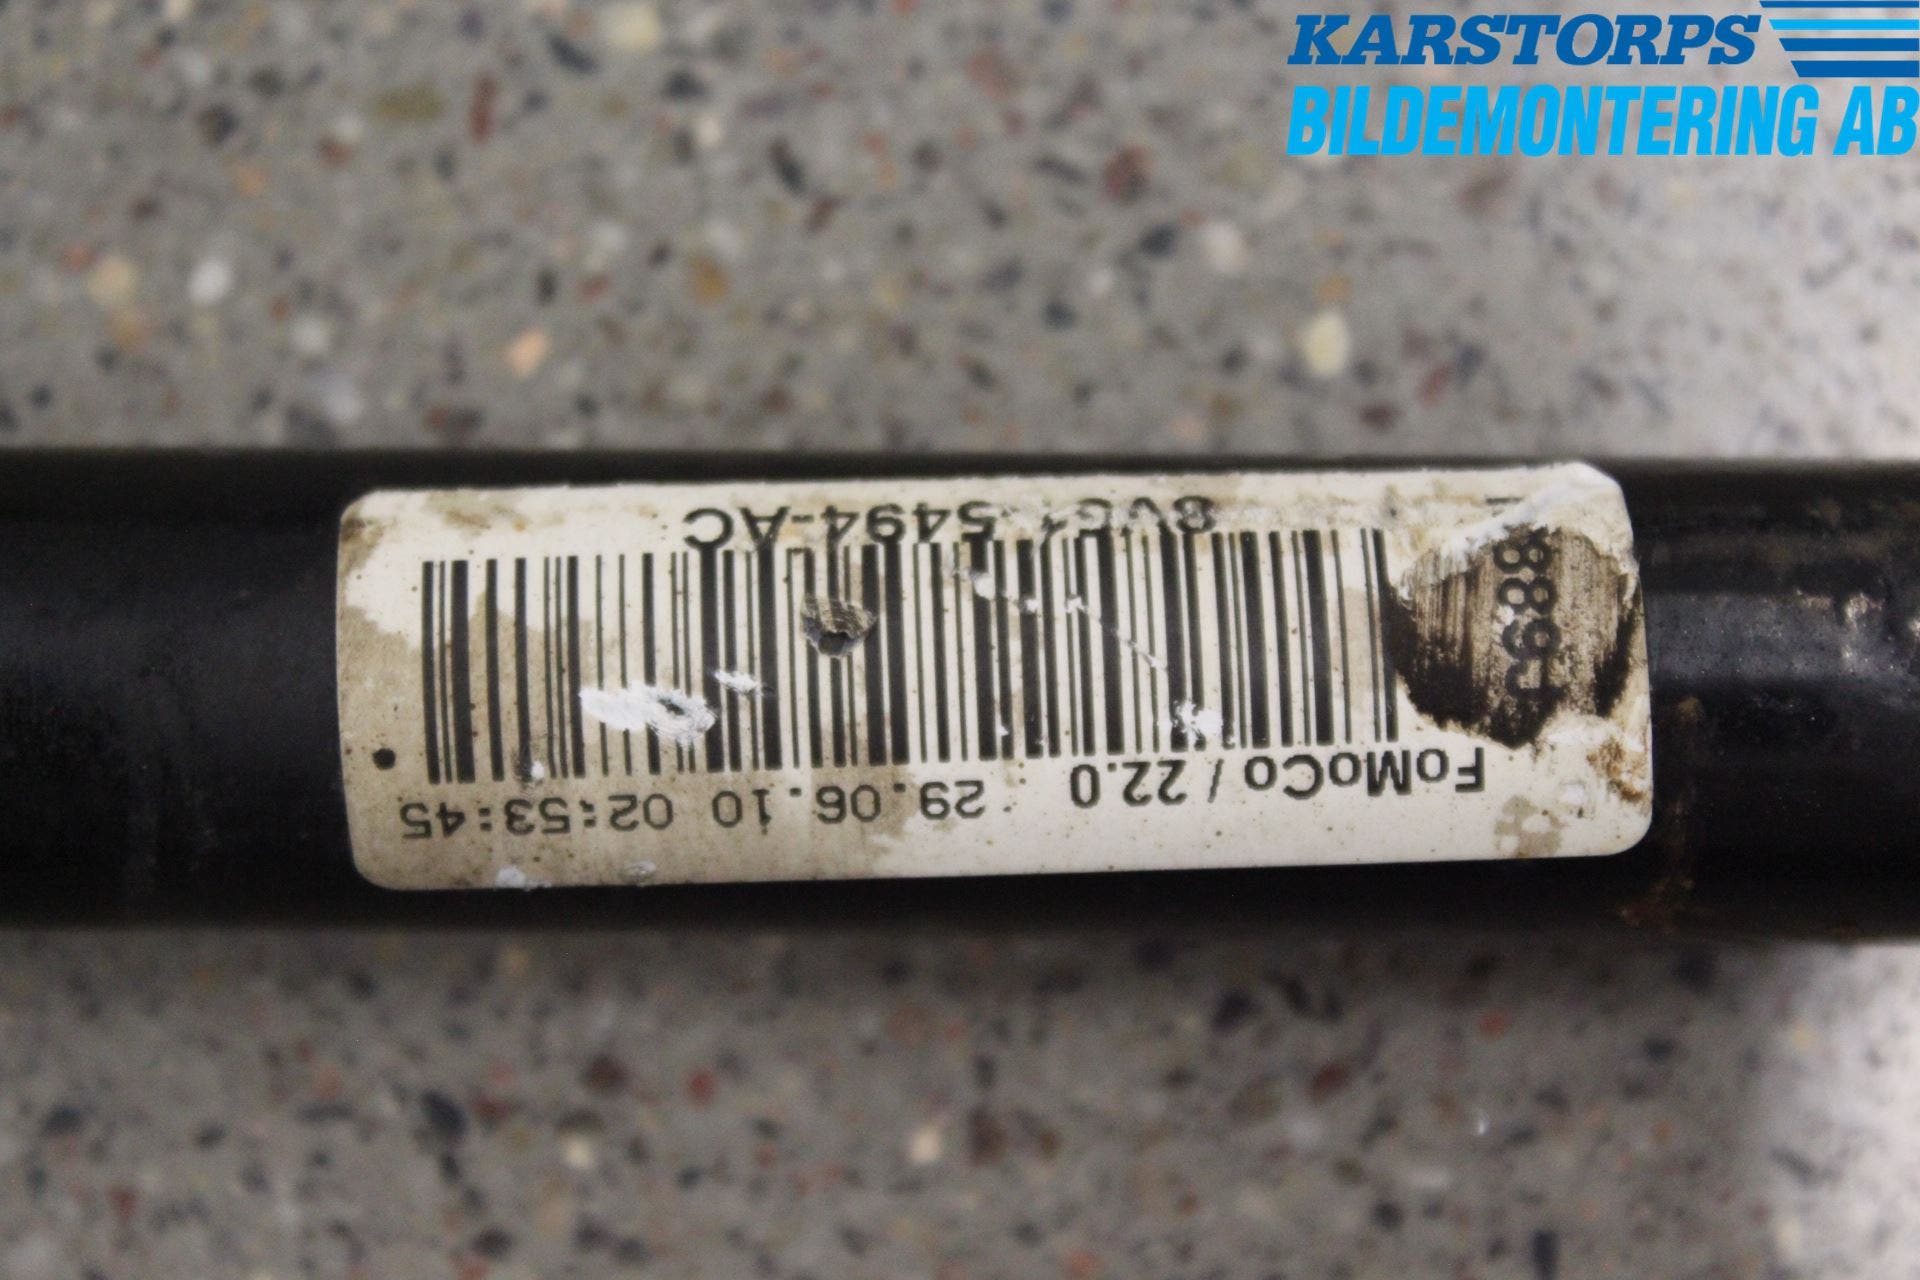 KARSTORPS
BILDEMONTERING AB
FoMoCo / 22.0 29.06.10 02:53:45
8V51-5494-AC